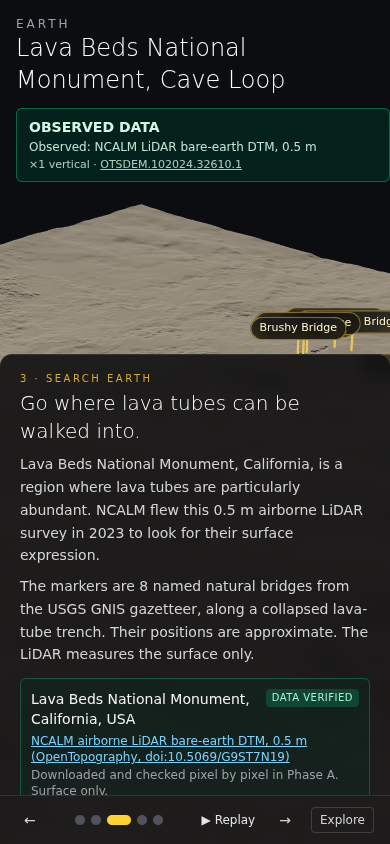 EARTH
Lava Beds National
Monument, Cave Loop
OBSERVED DATA
Observed: NCALM LiDAR bare-earth DTM, 0.5 m
×1 vertical · OTSDEM.102024.32610.1
Brushy Bridge
3 · SEARCH EARTH
Go where lava tubes can be
walked into.
Lava Beds National Monument, California, is a
region where lava tubes are particularly
abundant. NCALM flew this 0.5 m airborne LiDAR
survey in 2023 to look for their surface
expression.
The markers are 8 named natural bridges from
the USGS GNIS gazetteer, along a collapsed lava-
tube trench. Their positions are approximate. The
LiDAR measures the surface only.
Lava Beds National Monument,
California, USA
DATA VERIFIED
NCALM airborne LiDAR bare-earth DTM, 0.5 m
(OpenTopography, doi:10.5069/G9ST7N19)
Downloaded and checked pixel by pixel in Phase A.
Surface only.
← ▶ Replay → Explore